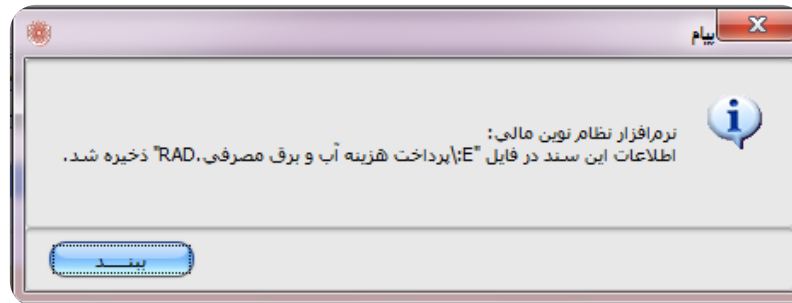 پیام
نرم‌افزار نظام نوین مالی:
اطلاعات این سند در فایل "E:\پرداخت هزینه آب و برق مصرفی.RAD" ذخیره شد.
ببنـــد